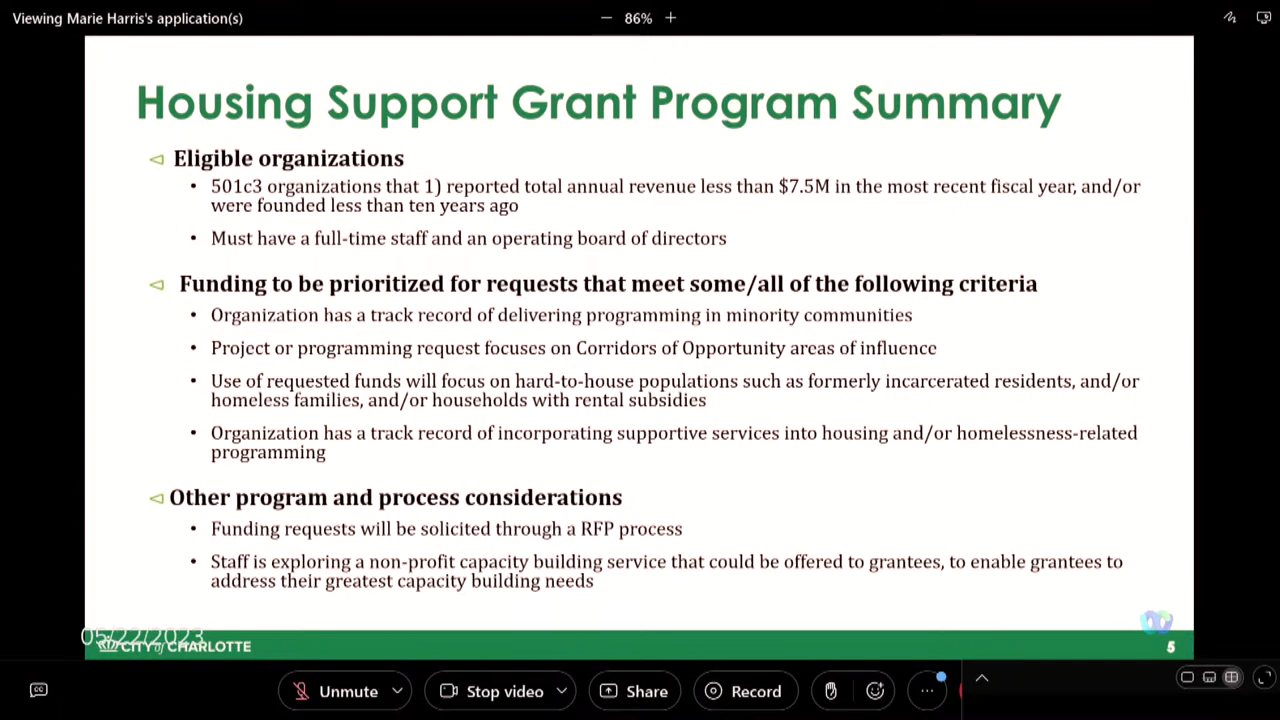 Viewing Marie Harris's application(s)
86%
Housing Support Grant Program Summary
Eligible organizations
• 501c3 organizations that 1) reported total annual revenue less than $7.5M in the most recent fiscal year, and/or
were founded less than ten years ago
• Must have a full-time staff and an operating board of directors
Funding to be prioritized for requests that meet some/all of the following criteria
• Organization has a track record of delivering programming in minority communities
• Project or programming request focuses on Corridors of Opportunity areas of influence
• Use of requested funds will focus on hard-to-house populations such as formerly incarcerated residents, and/or
homeless families, and/or households with rental subsidies
• Organization has a track record of incorporating supportive services into housing and/or homelessness-related
programming
Other program and process considerations
• Funding requests will be solicited through a RFP process
• Staff is exploring a non-profit capacity building service that could be offered to grantees, to enable grantees to
address their greatest capacity building needs
05/22/2023
CITY of CHARLOTTE
5
Unmute
Stop video
Share
Record